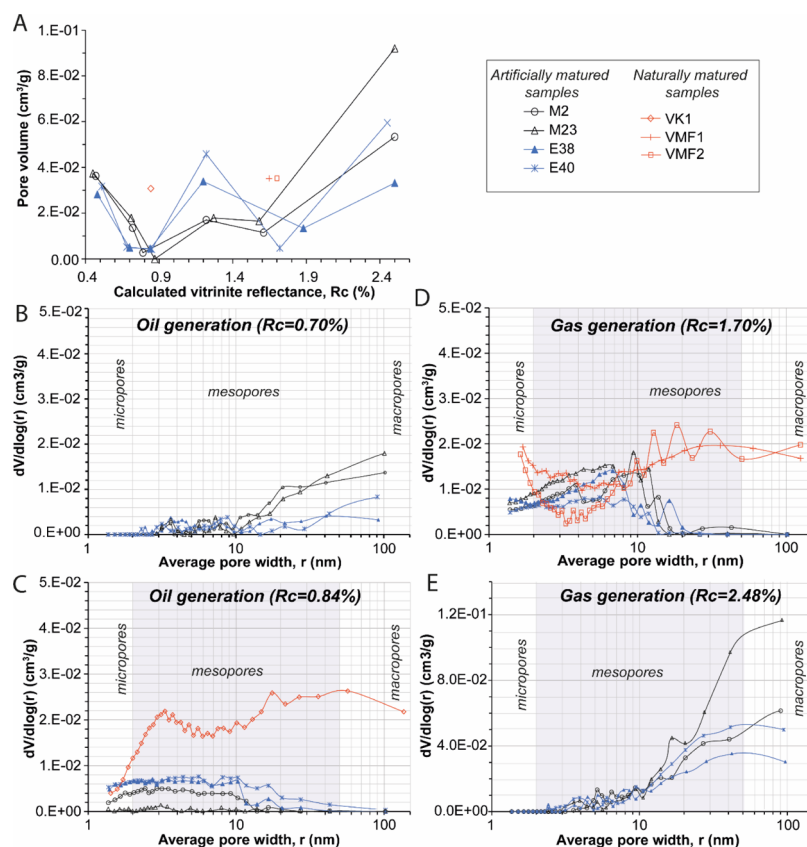 A
Pore volume (cm³/g)
1.E-01
8.E-02
6.E-02
4.E-02
2.E-02
0.00
0.4 0.9 1.4 1.9 2.4
Calculated vitrinite reflectance, Rc (%)
Artificially matured samples
M2
M23
E38
E40
Naturally matured samples
VK1
VMF1
VMF2
B
Oil generation (Rc=0.70%)
dV/dlog(r) (cm3/g)
5.E-02
4.E-02
3.E-02
2.E-02
1.E-02
0.E+00
micropores
mesopores
macropores
1 10 100
Average pore width, r (nm)
D
Gas generation (Rc=1.70%)
dV/dlog(r) (cm³/g)
5.E-02
4.E-02
3.E-02
2.E-02
1.E-02
0.E+00
micropores
mesopores
macropores
1 10 100
Average pore width, r (nm)
C
Oil generation (Rc=0.84%)
dV/dlog(r) (cm³/g)
5.E-02
4.E-02
3.E-02
2.E-02
1.E-02
0.E+00
micropores
mesopores
macropores
1 10 100
Average pore width, r (nm)
E
Gas generation (Rc=2.48%)
dV/dlog(r) (cm3/g)
1.2E-01
8.0E-02
4.0E-02
0.0E+00
micropores
mesopores
macropores
1 10 100
Average pore width, r (nm)